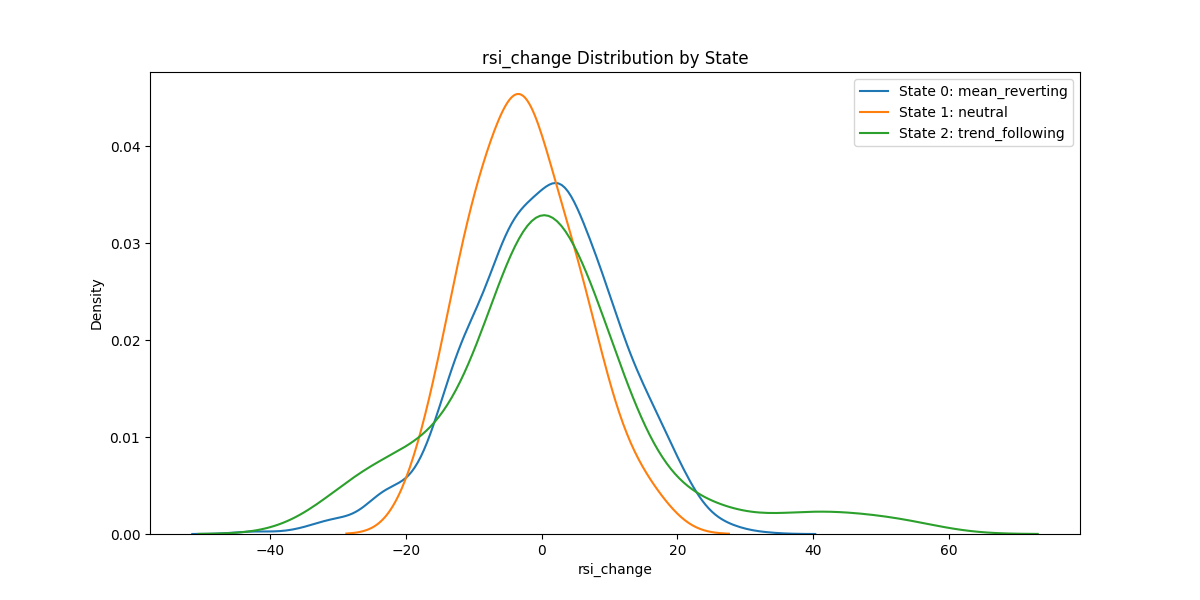 rsi_change Distribution by State
State 0: mean_reverting
State 1: neutral
State 2: trend_following
Density
0.04
0.03
0.02
0.01
0.00
−40
−20
0
20
40
60
rsi_change